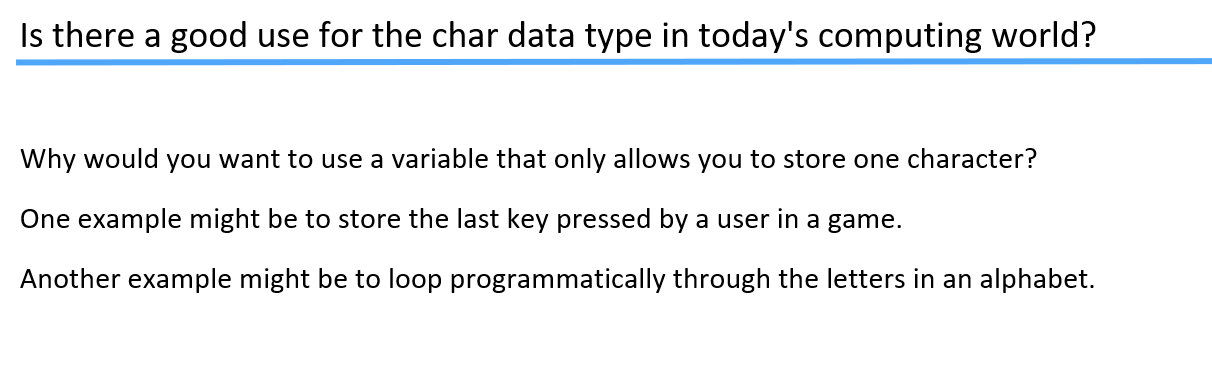 Is there a good use for the char data type in today's computing world?
Why would you want to use a variable that only allows you to store one character?
One example might be to store the last key pressed by a user in a game.
Another example might be to loop programmatically through the letters in an alphabet.